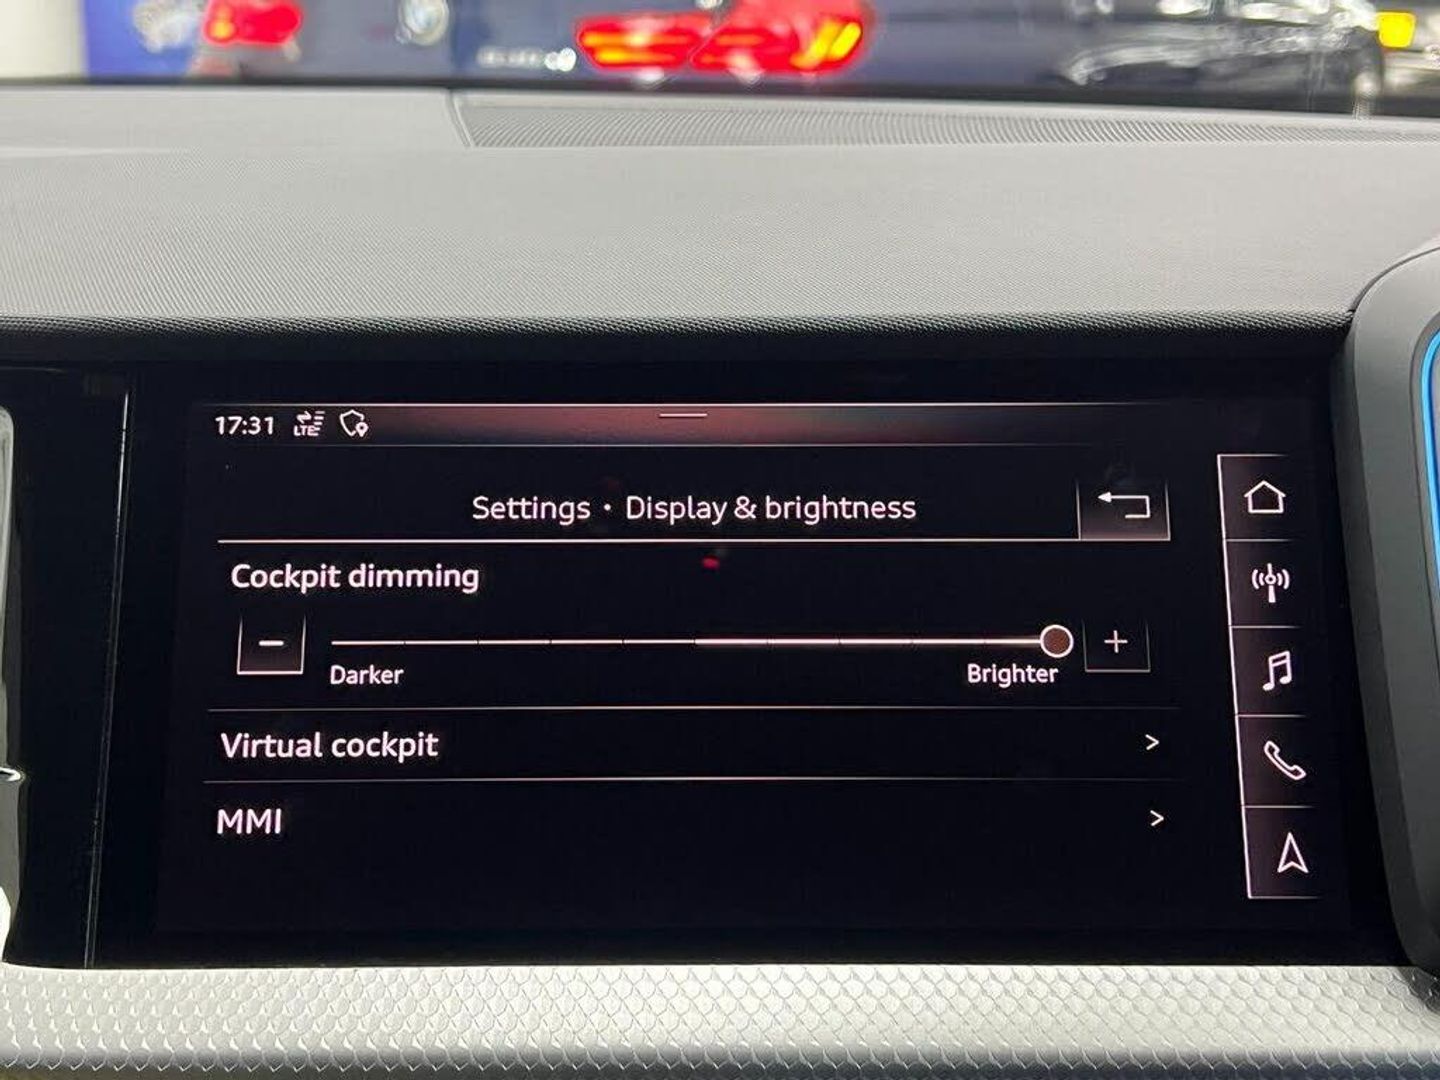 17:31 LTE
Settings · Display & brightness
Cockpit dimming
− +
Darker Brighter
Virtual cockpit >
MMI >